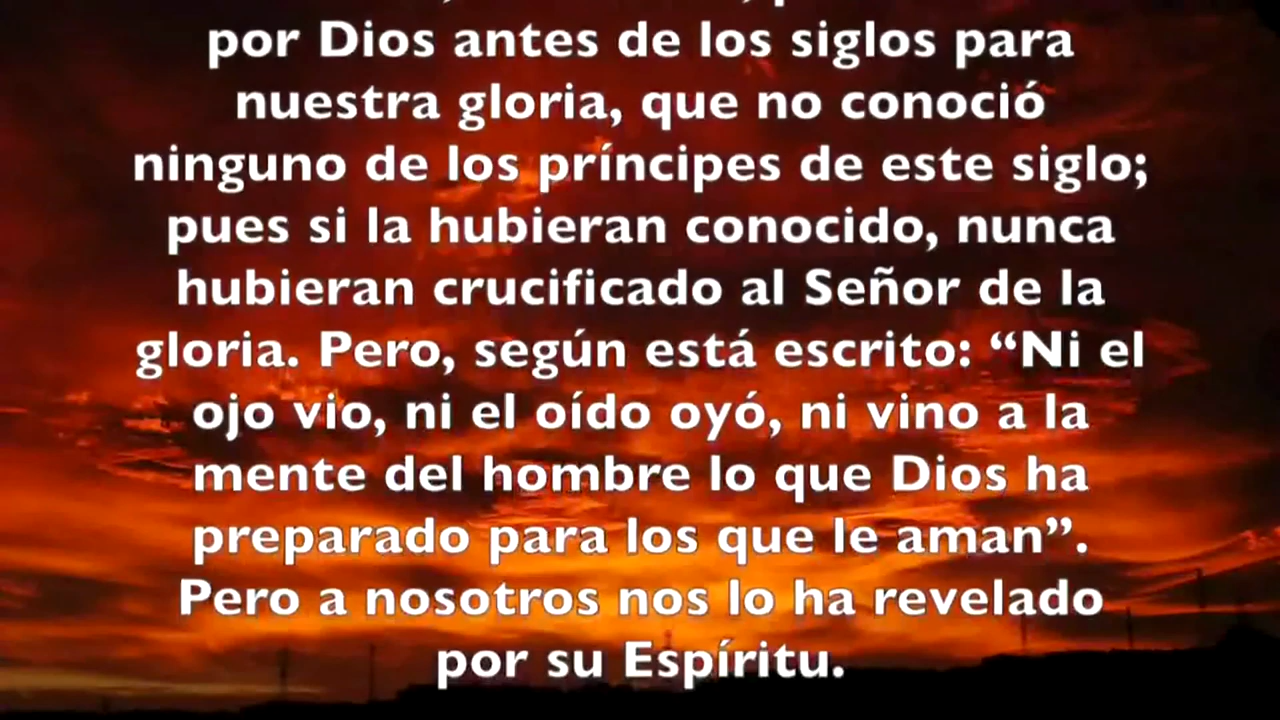 por Dios antes de los siglos para
nuestra gloria, que no conoció
ninguno de los príncipes de este siglo;
pues si la hubieran conocido, nunca
hubieran crucificado al Señor de la
gloria. Pero, según está escrito: “Ni el
ojo vio, ni el oído oyó, ni vino a la
mente del hombre lo que Dios ha
preparado para los que le aman”.
Pero a nosotros nos lo ha revelado
por su Espíritu.